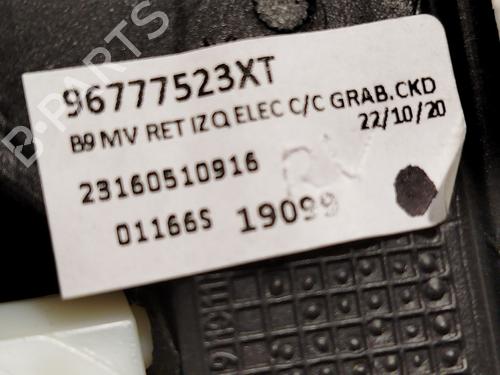 B-PARTS
96777523XT
B9 MV RET IZQ ELEC C/C GRAB.CKD
22/10/20
23160510916
01166S 19099